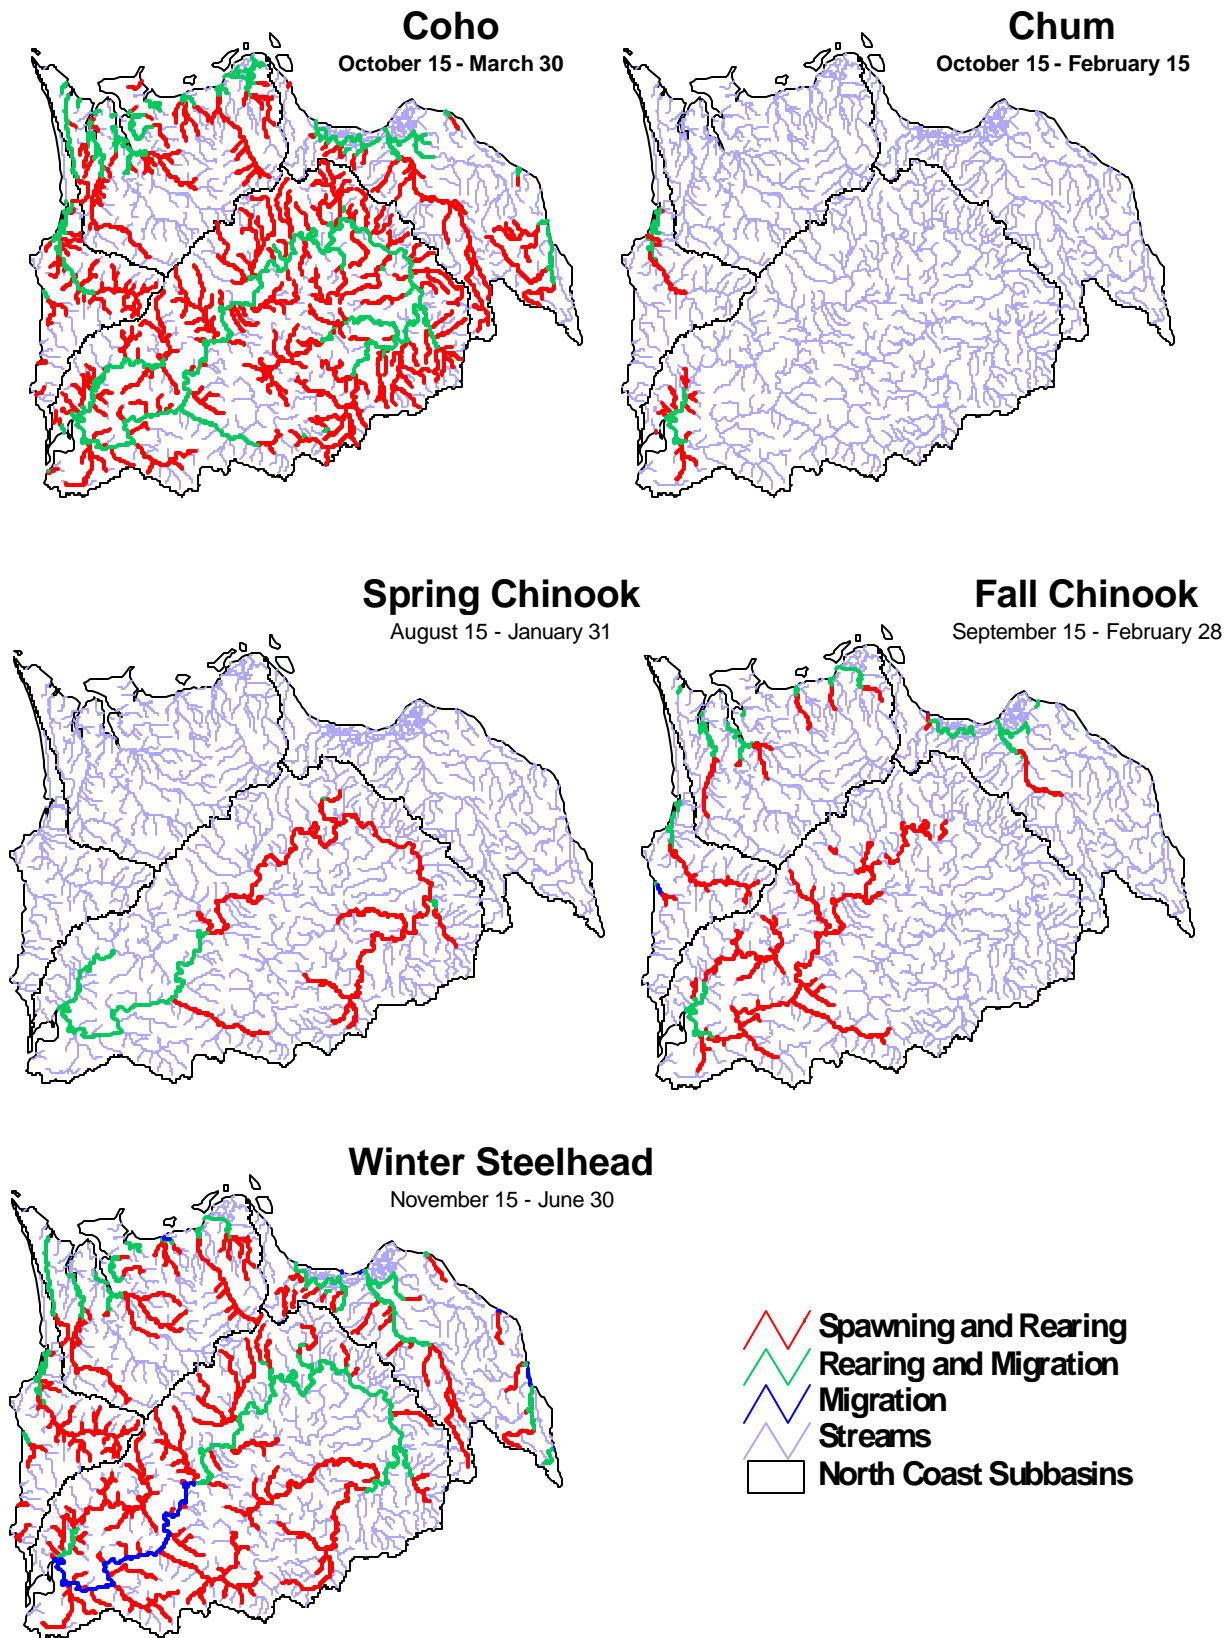 Coho
October 15 - March 30
Chum
October 15 - February 15
Spring Chinook
August 15 - January 31
Fall Chinook
September 15 - February 28
Winter Steelhead
November 15 - June 30
Spawning and Rearing
Rearing and Migration
Migration
Streams
North Coast Subbasins